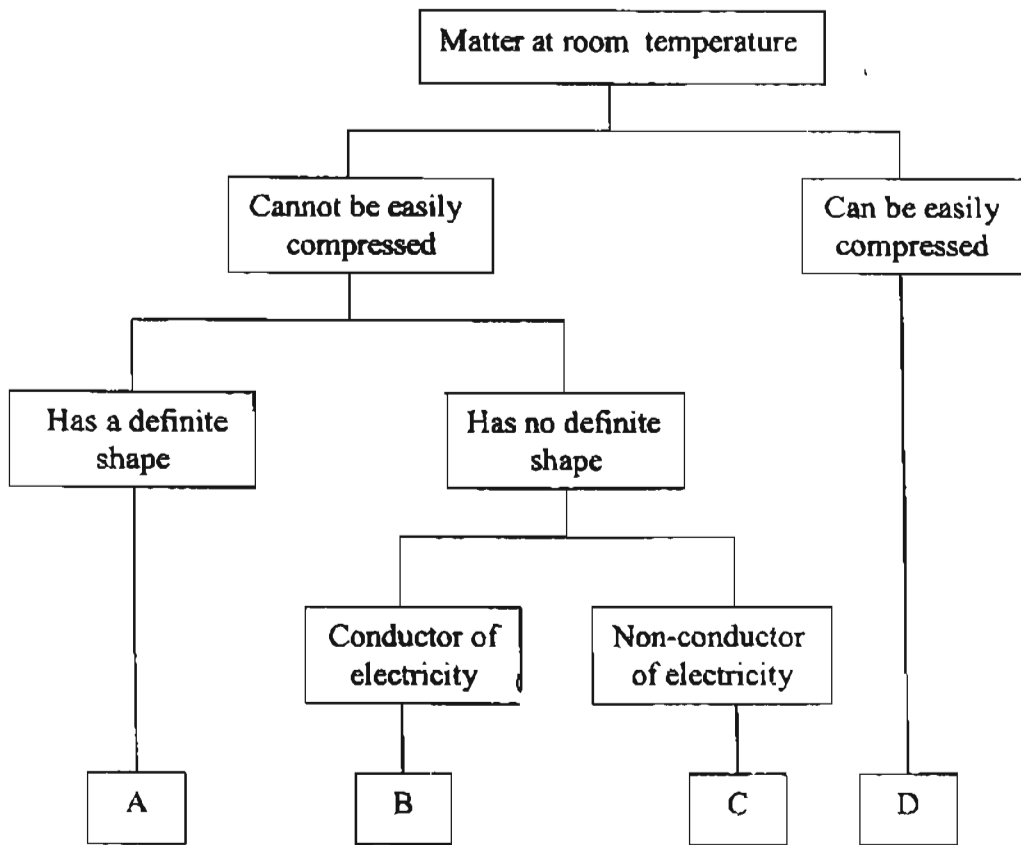 Matter at room temperature
Cannot be easily
compressed
Can be easily
compressed
Has a definite
shape
Has no definite
shape
Conductor of
electricity
Non-conductor
of electricity
A
B
C
D